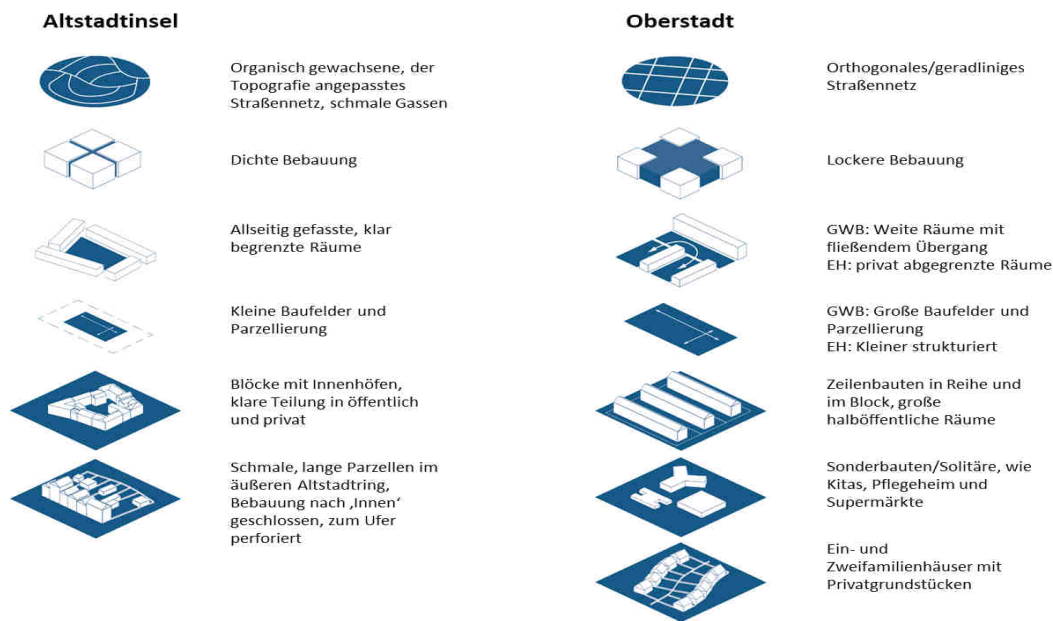 Altstadtinsel
Organisch gewachsene, der
Topografie angepasstes
Straßennetz, schmale Gassen
Dichte Bebauung
Allseitig gefasste, klar
begrenzte Räume
Kleine Baufelder und
Parzellierung
Blöcke mit Innenhöfen,
klare Teilung in öffentlich
und privat
Schmale, lange Parzellen im
äußeren Altstadtring,
Bebauung nach ‚Innen‘
geschlossen, zum Ufer
perforiert
Oberstadt
Orthogonales/geradliniges
Straßennetz
Lockere Bebauung
GWB: Weite Räume mit
fließendem Übergang
EH: privat abgegrenzte Räume
GWB: Große Baufelder und
Parzellierung
EH: Kleiner strukturiert
Zeilenbauten in Reihe und
im Block, große
halböffentliche Räume
Sonderbauten/Solitäre, wie
Kitas, Pflegeheim und
Supermärkte
Ein- und
Zweifamilienhäuser mit
Privatgrundstücken